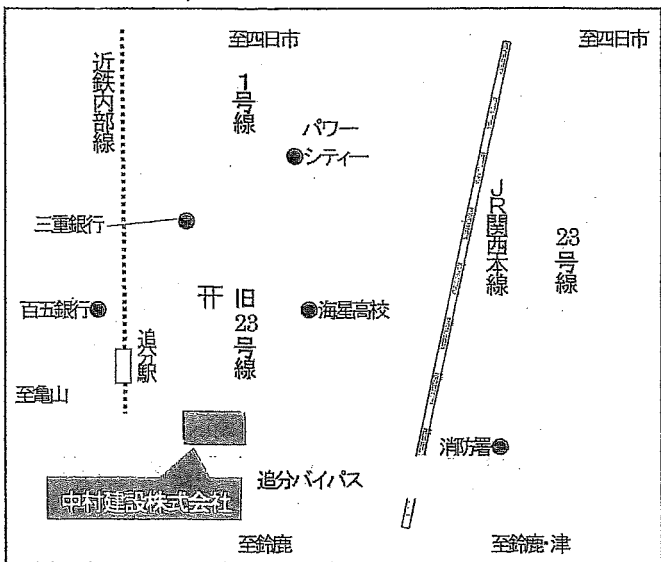 至四日市
至四日市
近鉄内部線
1号線
パワー
シティー
三重銀行
JR関西本線
23号線
百五銀行
旧23号線
海星高校
追分駅
至亀山
消防署
追分バイパス
中村建設株式会社
至鈴鹿
至鈴鹿・津